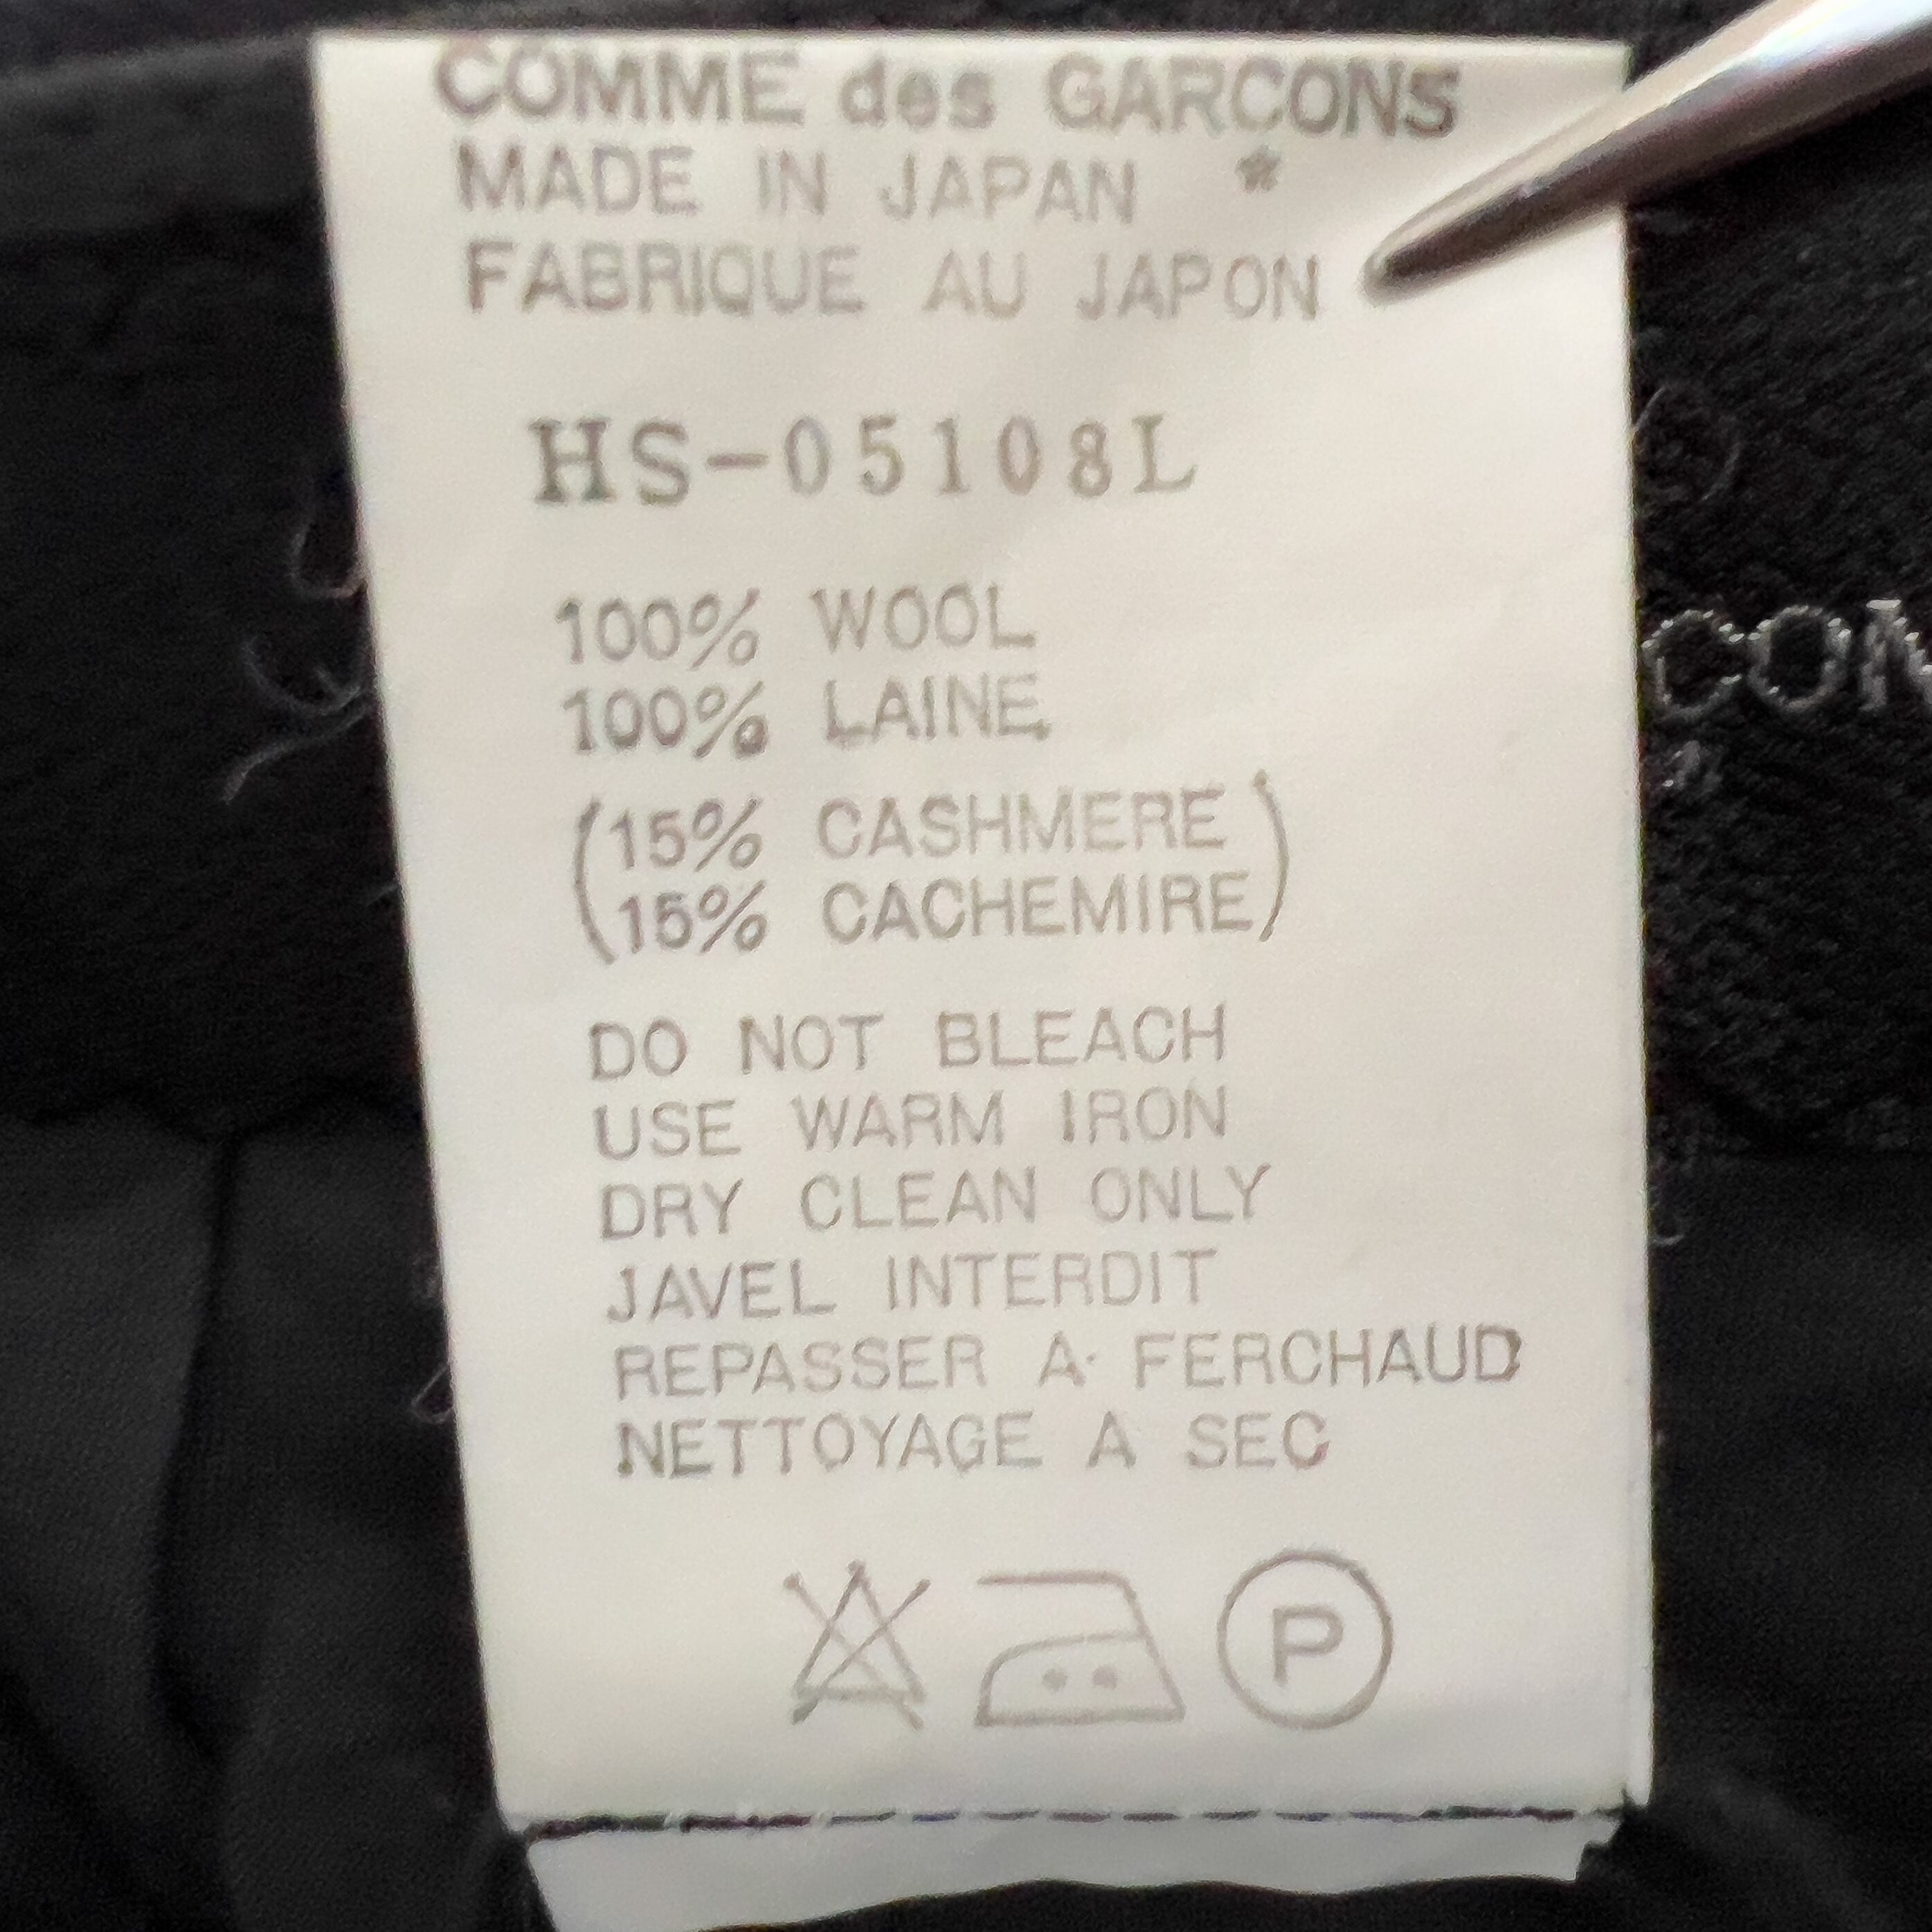 COMME des GARCONS
MADE IN JAPAN *
FABRIQUE AU JAPON
HS-05108L
100% WOOL
100% LAINE
(15% CASHMERE
15% CACHEMIRE)
DO NOT BLEACH
USE WARM IRON
DRY CLEAN ONLY
JAVEL INTERDIT
REPASSER A FERCHAUD
NETTOYAGE A SEC
P
CON